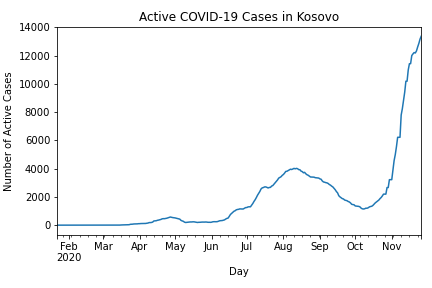 Active COVID-19 Cases in Kosovo
14000
12000
10000
8000
6000
4000
2000
0
Number of Active Cases
Feb Mar Apr May Jun Jul Aug Sep Oct Nov
2020
Day